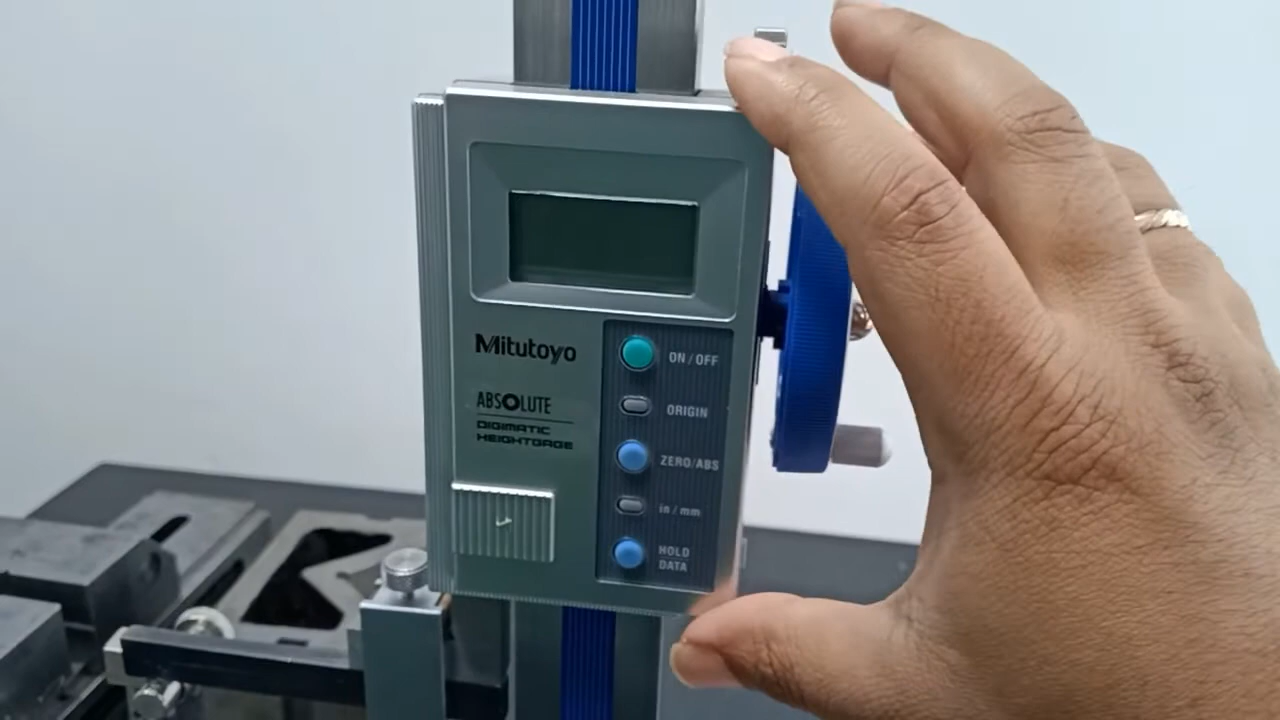 Mitutoyo
ABSOLUTE
DIGIMATIC
HEIGHTGAGE
ON/OFF
ORIGIN
ZERO/ABS
in/mm
HOLD
DATA